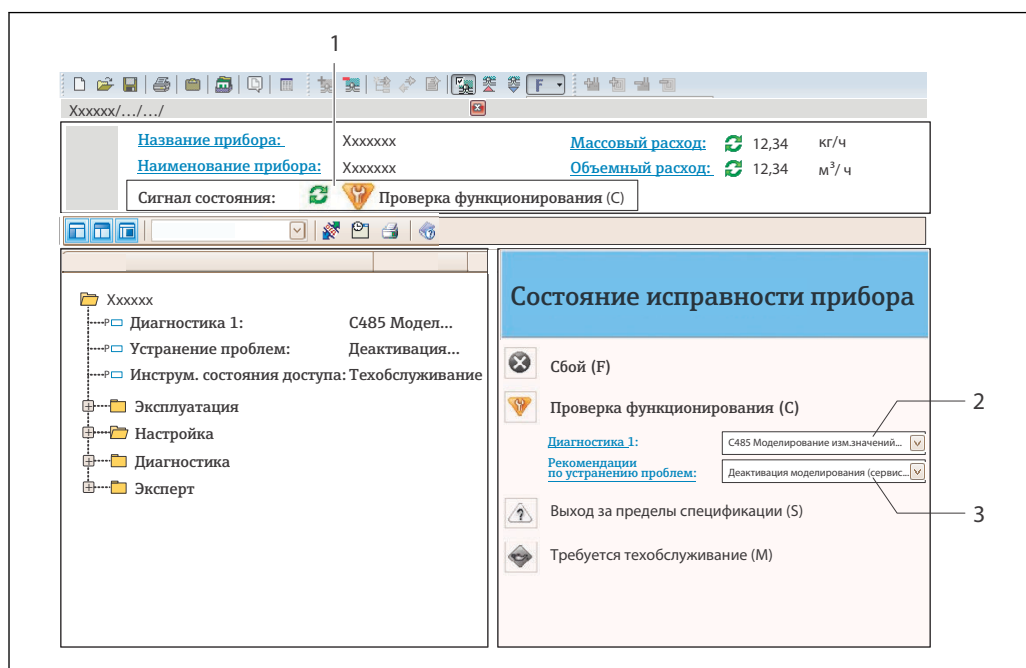 1
F
Xxxxxx/.../.../
Название прибора: Xxxxxxx Массовый расход: 12,34 кг/ч
Наименование прибора: Xxxxxxx Объемный расход: 12,34 м³/ ч
Сигнал состояния: Проверка функционирования (C)
Xxxxxx
P Диагностика 1: C485 Модел...
P Устранение проблем: Деактивация...
P Инструм. состояния доступа: Техобслуживание
Эксплуатация
Настройка
Диагностика
Эксперт
Состояние исправности прибора
Сбой (F)
Проверка функционирования (C)
2
Диагностика 1: C485 Моделирование изм.значений...
Рекомендации
по устранению проблем: Деактивация моделирования (сервис...
3
Выход за пределы спецификации (S)
Требуется техобслуживание (M)